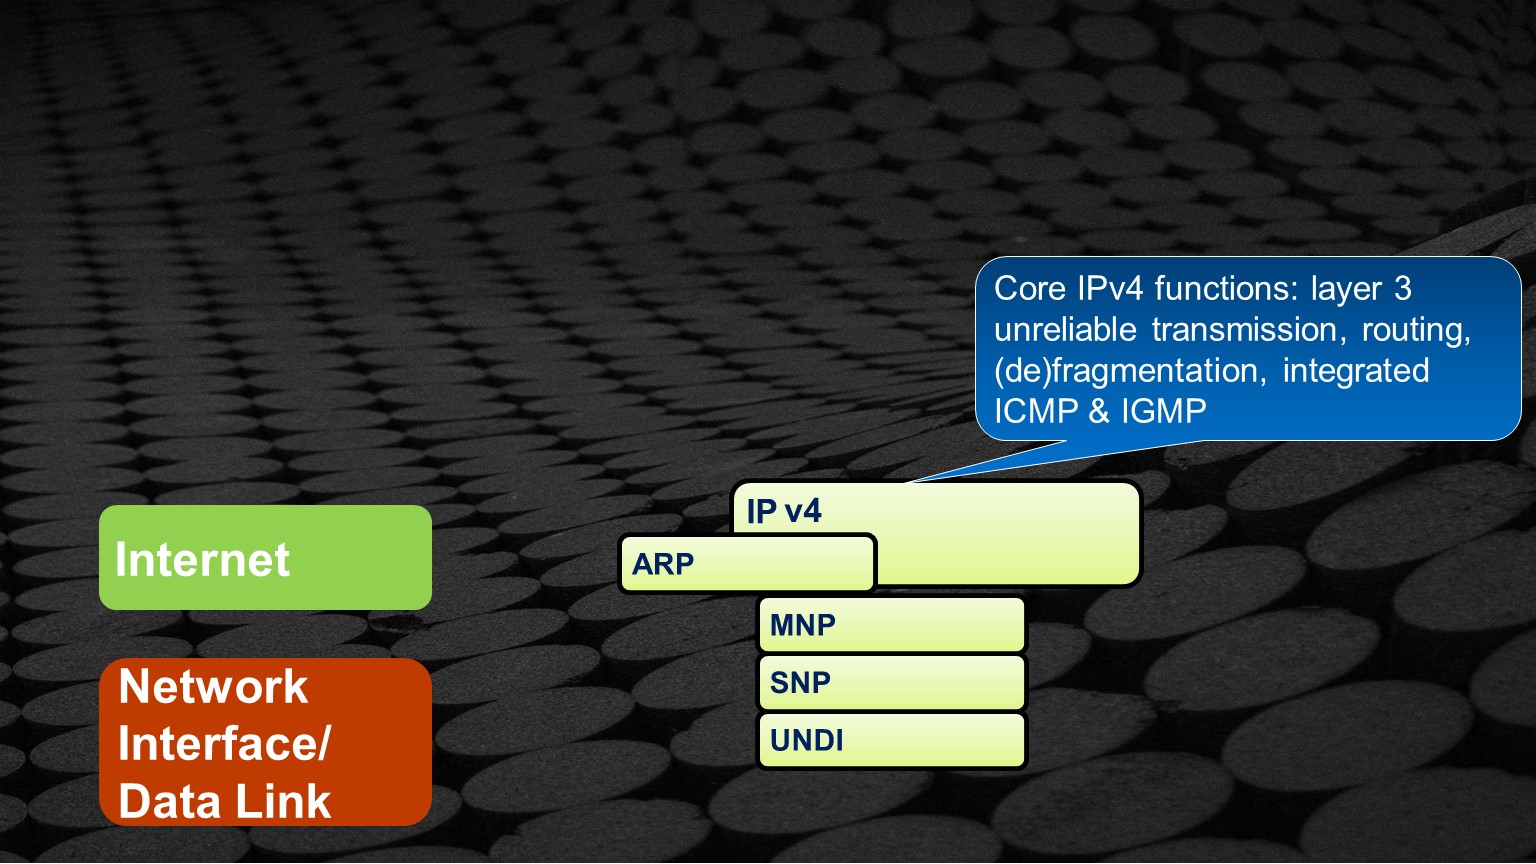 Core IPv4 functions: layer 3
unreliable transmission, routing,
(de)fragmentation, integrated
ICMP & IGMP
IP v4
Internet
ARP
MNP
Network
Interface/
Data Link
SNP
UNDI